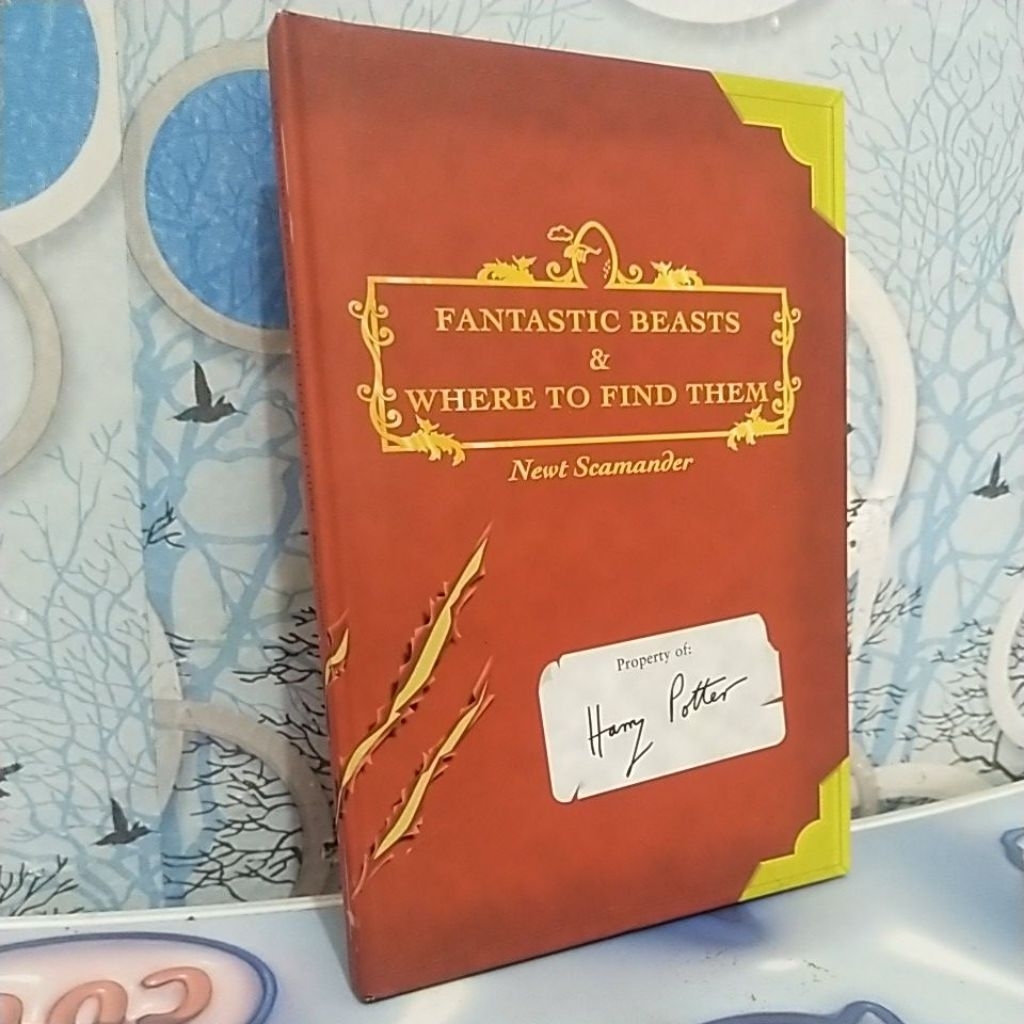 FANTASTIC BEASTS
&
WHERE TO FIND THEM
Newt Scamander
Property of:
Harry Potter